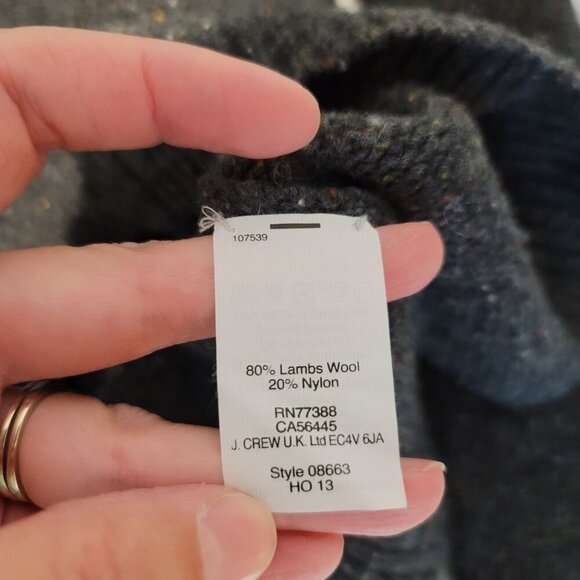 107539
80% Lambs Wool
20% Nylon
RN77388
CA56445
J. CREW U.K. Ltd EC4V 6JA
Style 08663
HO 13